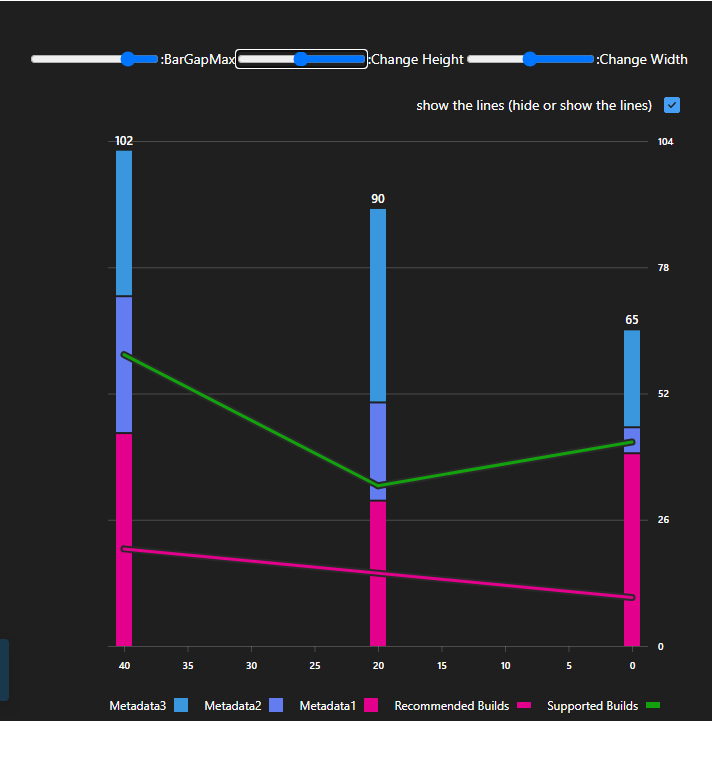 :BarGapMax :Change Height :Change Width
show the lines (hide or show the lines)
102
104
90
78
65
52
26
0
40 35 30 25 20 15 10 5 0
Metadata3 Metadata2 Metadata1 Recommended Builds Supported Builds